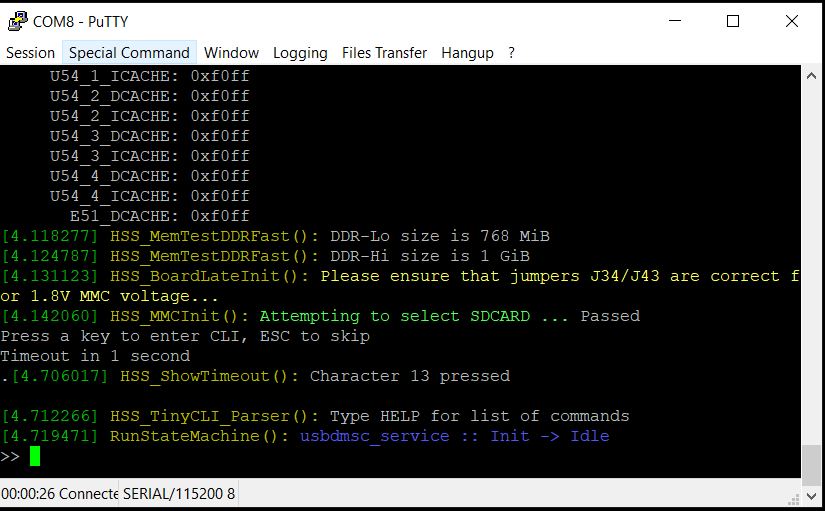 COM8 - PuTTY
Session Special Command Window Logging Files Transfer Hangup ?
U54_1_ICACHE: 0xf0ff
U54_2_DCACHE: 0xf0ff
U54_2_ICACHE: 0xf0ff
U54_3_DCACHE: 0xf0ff
U54_3_ICACHE: 0xf0ff
U54_4_DCACHE: 0xf0ff
U54_4_ICACHE: 0xf0ff
E51_DCACHE: 0xf0ff
[4.118277] HSS_MemTestDDRFast(): DDR-Lo size is 768 MiB
[4.124787] HSS_MemTestDDRFast(): DDR-Hi size is 1 GiB
[4.131123] HSS_BoardLateInit(): Please ensure that jumpers J34/J43 are correct f
or 1.8V MMC voltage...
[4.142060] HSS_MMCInit(): Attempting to select SDCARD ... Passed
Press a key to enter CLI, ESC to skip
Timeout in 1 second
.[4.706017] HSS_ShowTimeout(): Character 13 pressed
[4.712266] HSS_TinyCLI_Parser(): Type HELP for list of commands
[4.719471] RunStateMachine(): usbdmsc_service :: Init -> Idle
>>
00:00:26 Connecte SERIAL/115200 8